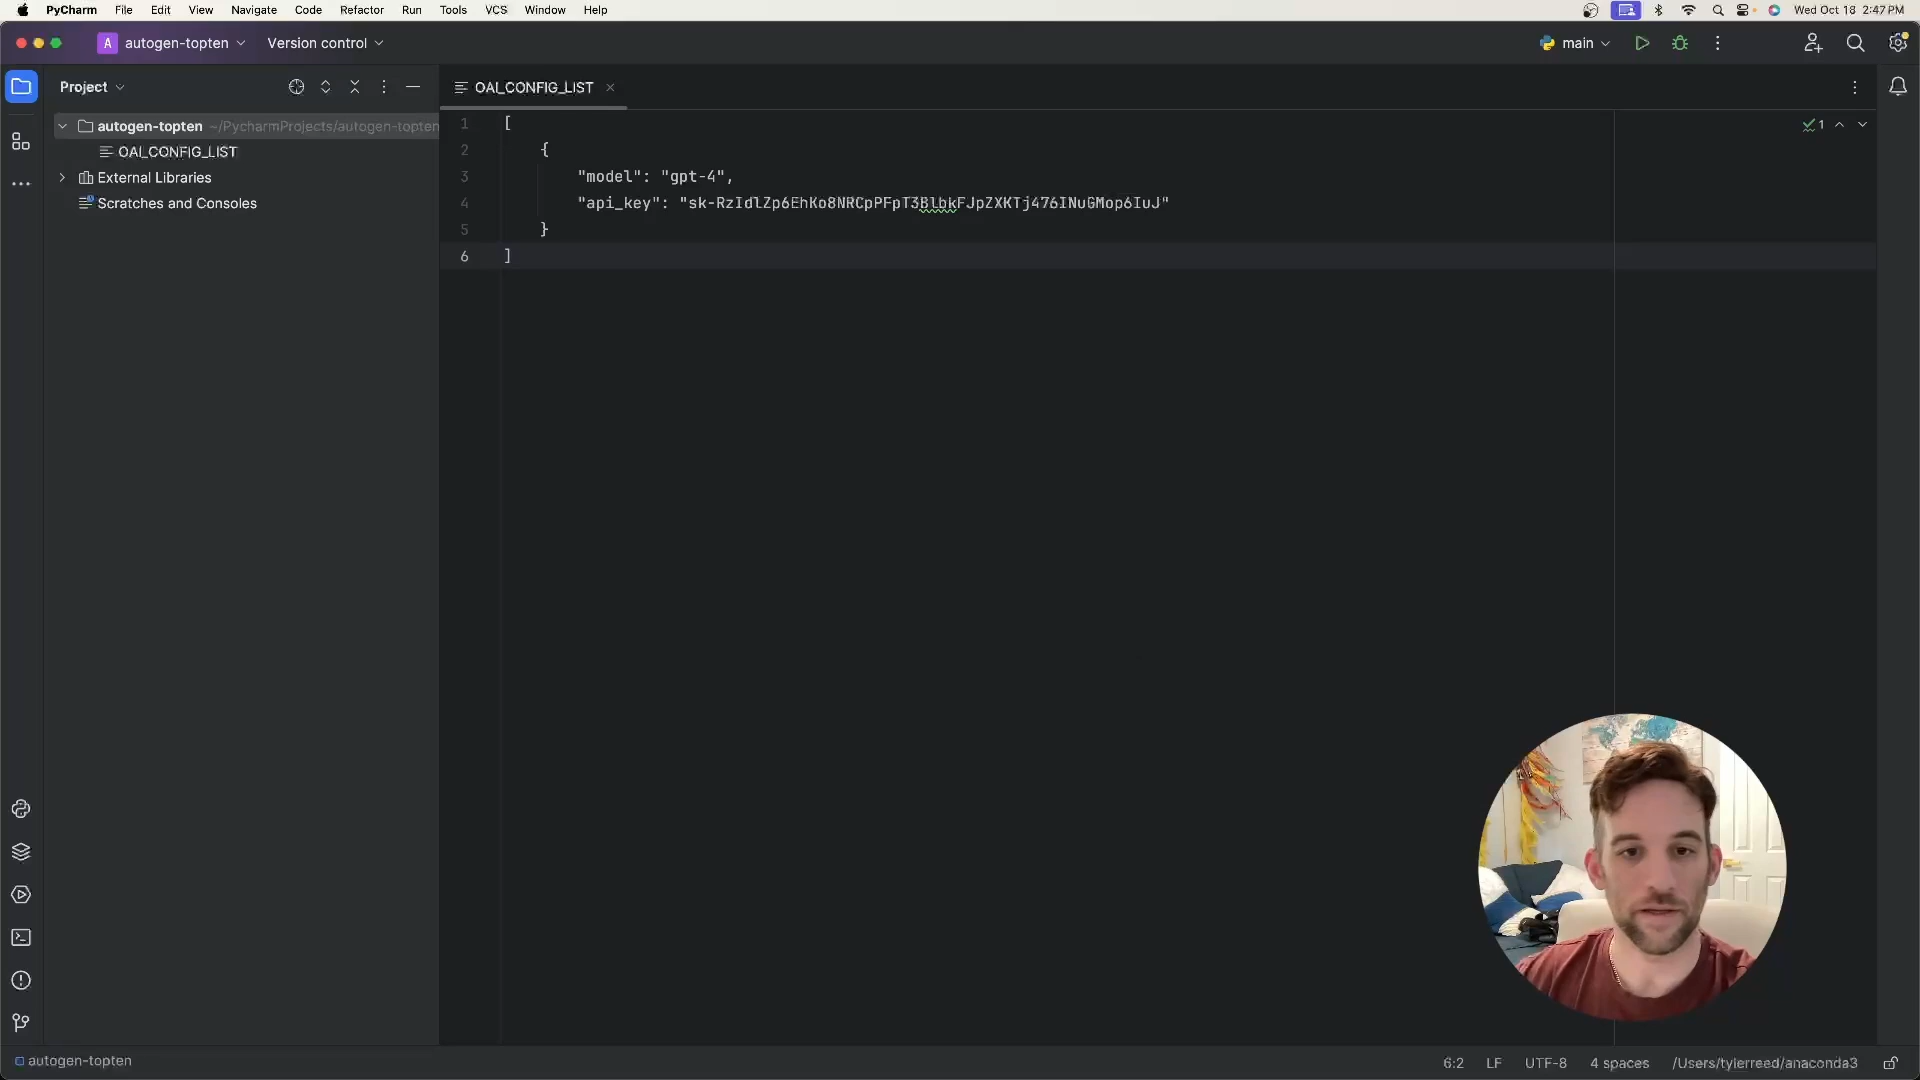 PyCharm File Edit View Navigate Code Refactor Run Tools VCS Window Help Wed Oct 18 2:47 PM
A autogen-topten Version control main
Project OAI_CONFIG_LIST
autogen-topten ~/PycharmProjects/autogen-topten
OAI_CONFIG_LIST
External Libraries
Scratches and Consoles
1 [
2 {
3 "model": "gpt-4",
4 "api_key":
5 }
6 ]
1
autogen-topten 6:2 LF UTF-8 4 spaces /Users/tylerreed/anaconda3